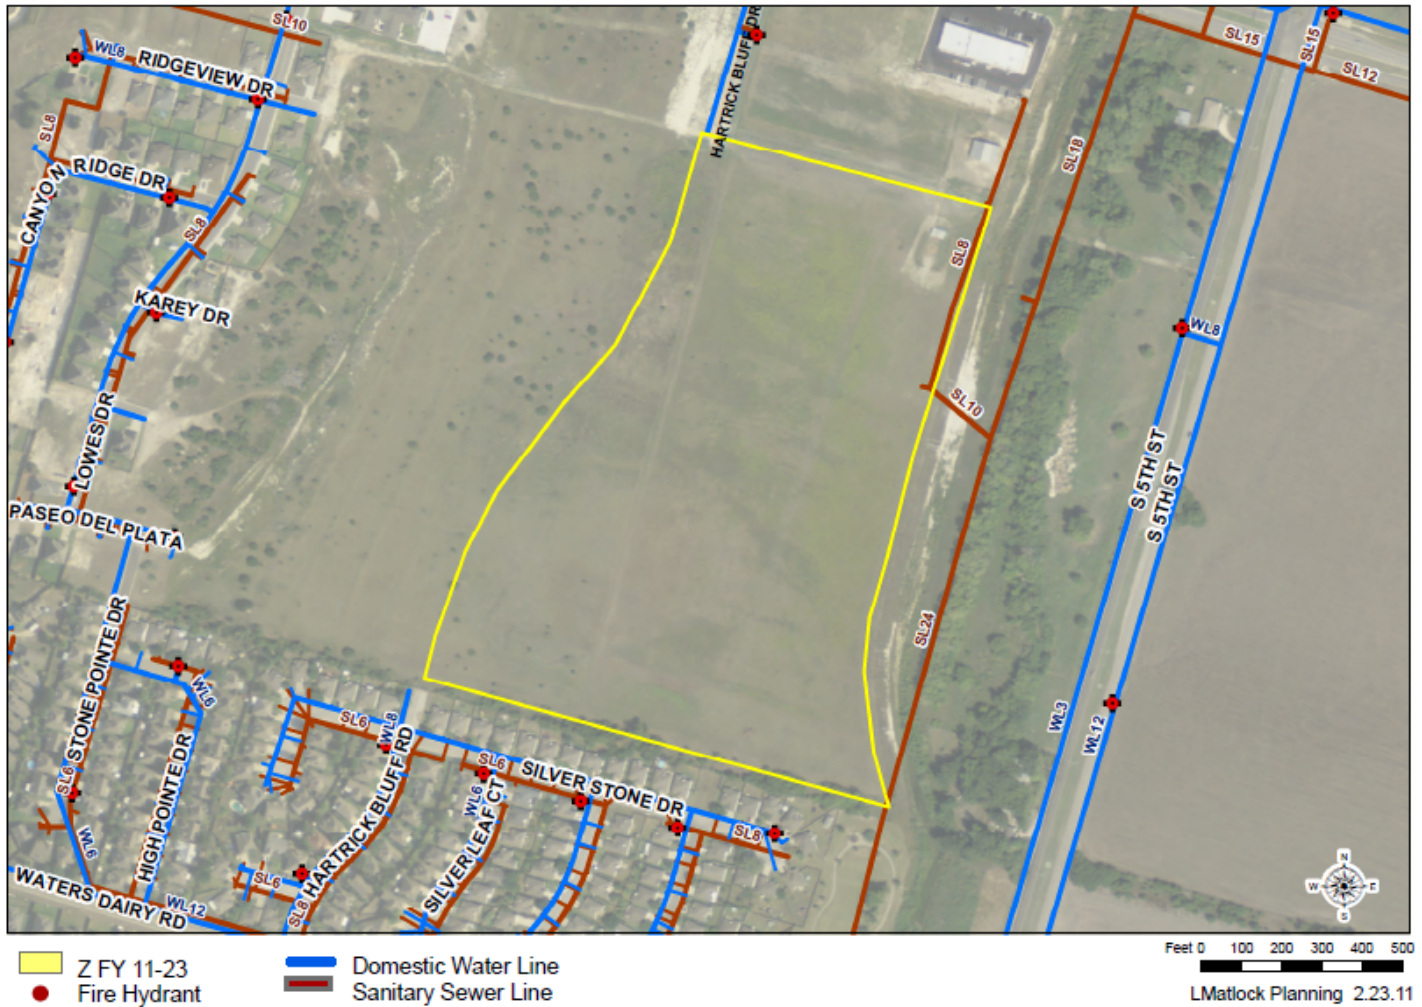 SL10
HARTRICK BLUFF DR
SL15
SL15
SL12
WL8
RIDGEVIEW DR
SL8
SL18
RIDGE DR
CANYO N
SL8
SL8
KAREY DR
WL8
SL10
LOWES DR
S 5TH ST
S 5TH ST
PASEO DEL PLATA
SL24
STONE POINTE DR
WL6
SL6
WL8
WL3
WL12
SL6
SILVER STONE DR
SL6
WL6
HIGH POINTE DR
HARTRICK BLUFF RD
SILVER LEAF CT
SL8
WL6
SL6
WATERS DAIRY RD
WL12
SL8
N
W E
S
Z FY 11-23
Fire Hydrant
Domestic Water Line
Sanitary Sewer Line
Feet 0 100 200 300 400 500
LMatlock Planning 2.23.11